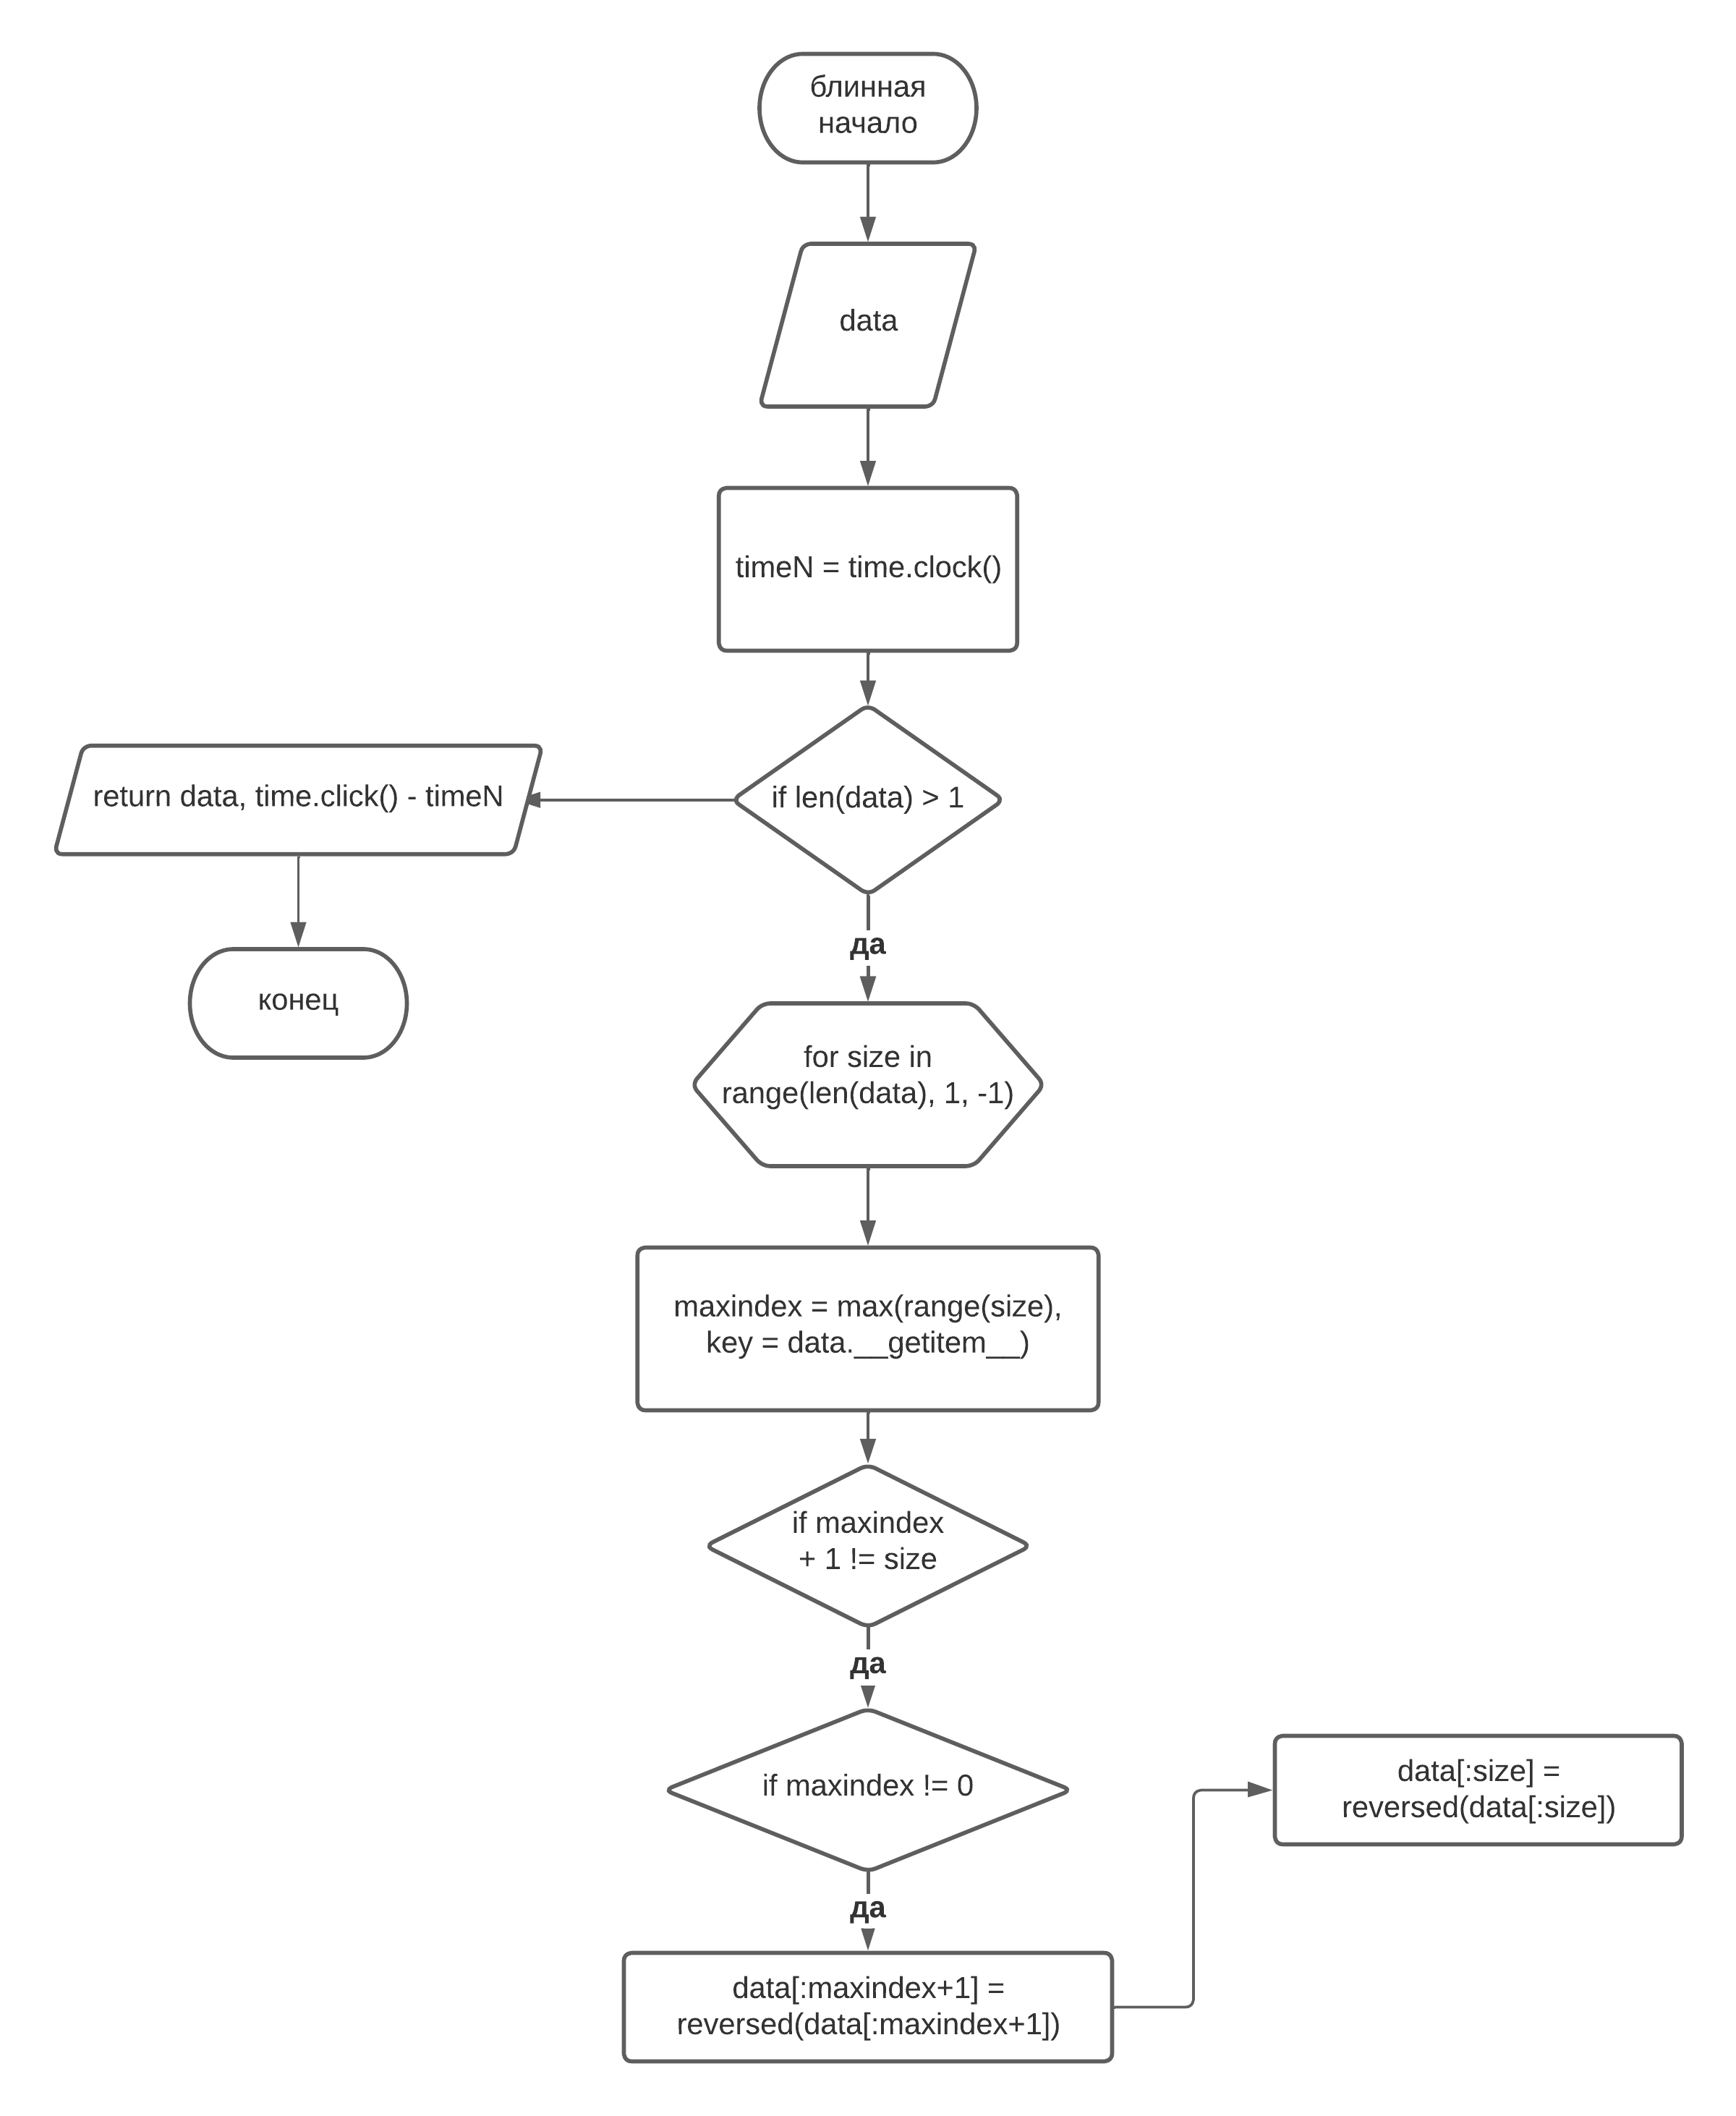 блинная
начало
data
timeN = time.clock()
if len(data) > 1
return data, time.click() - timeN
да
конец
for size in
range(len(data), 1, -1)
maxindex = max(range(size),
key = data.__getitem__)
if maxindex
+ 1 != size
да
if maxindex != 0
data[:size] =
reversed(data[:size])
да
data[:maxindex+1] =
reversed(data[:maxindex+1])